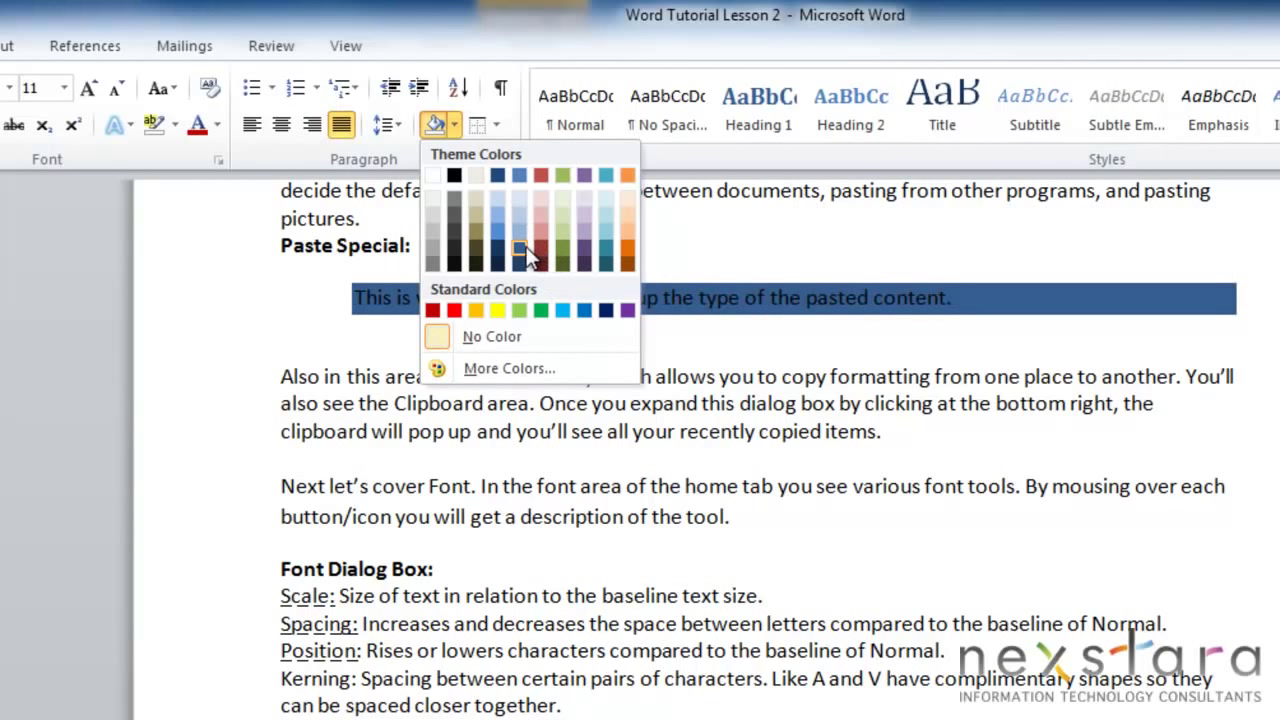 Word Tutorial Lesson 2 - Microsoft Word
ut References Mailings Review View
11 Aa
abc X₂ X² A ab A
AaBbCcDc AaBbCcDc AaBbC AaBbCc AaB AaBbCc. AaBbCcDc AaBbCcDc
¶ Normal ¶ No Spaci... Heading 1 Heading 2 Title Subtitle Subtle Em... Emphasis
Font Paragraph Styles
Theme Colors
Standard Colors
No Color
More Colors...
decide the between documents, pasting from other programs, and pasting
pictures.
Paste Special:
This is up the type of the pasted content.
Also in this area allows you to copy formatting from one place to another. You'll
also see the Clipboard area. Once you expand this dialog box by clicking at the bottom right, the
clipboard will pop up and you'll see all your recently copied items.
Next let's cover Font. In the font area of the home tab you see various font tools. By mousing over each
button/icon you will get a description of the tool.
Font Dialog Box:
Scale: Size of text in relation to the baseline text size.
Spacing: Increases and decreases the space between letters compared to the baseline of Normal.
Position: Rises or lowers characters compared to the baseline of Normal.
Kerning: Spacing between certain pairs of characters. Like A and V have complimentary shapes so they
can be spaced closer together.
nexstara
INFORMATION TECHNOLOGY CONSULTANTS